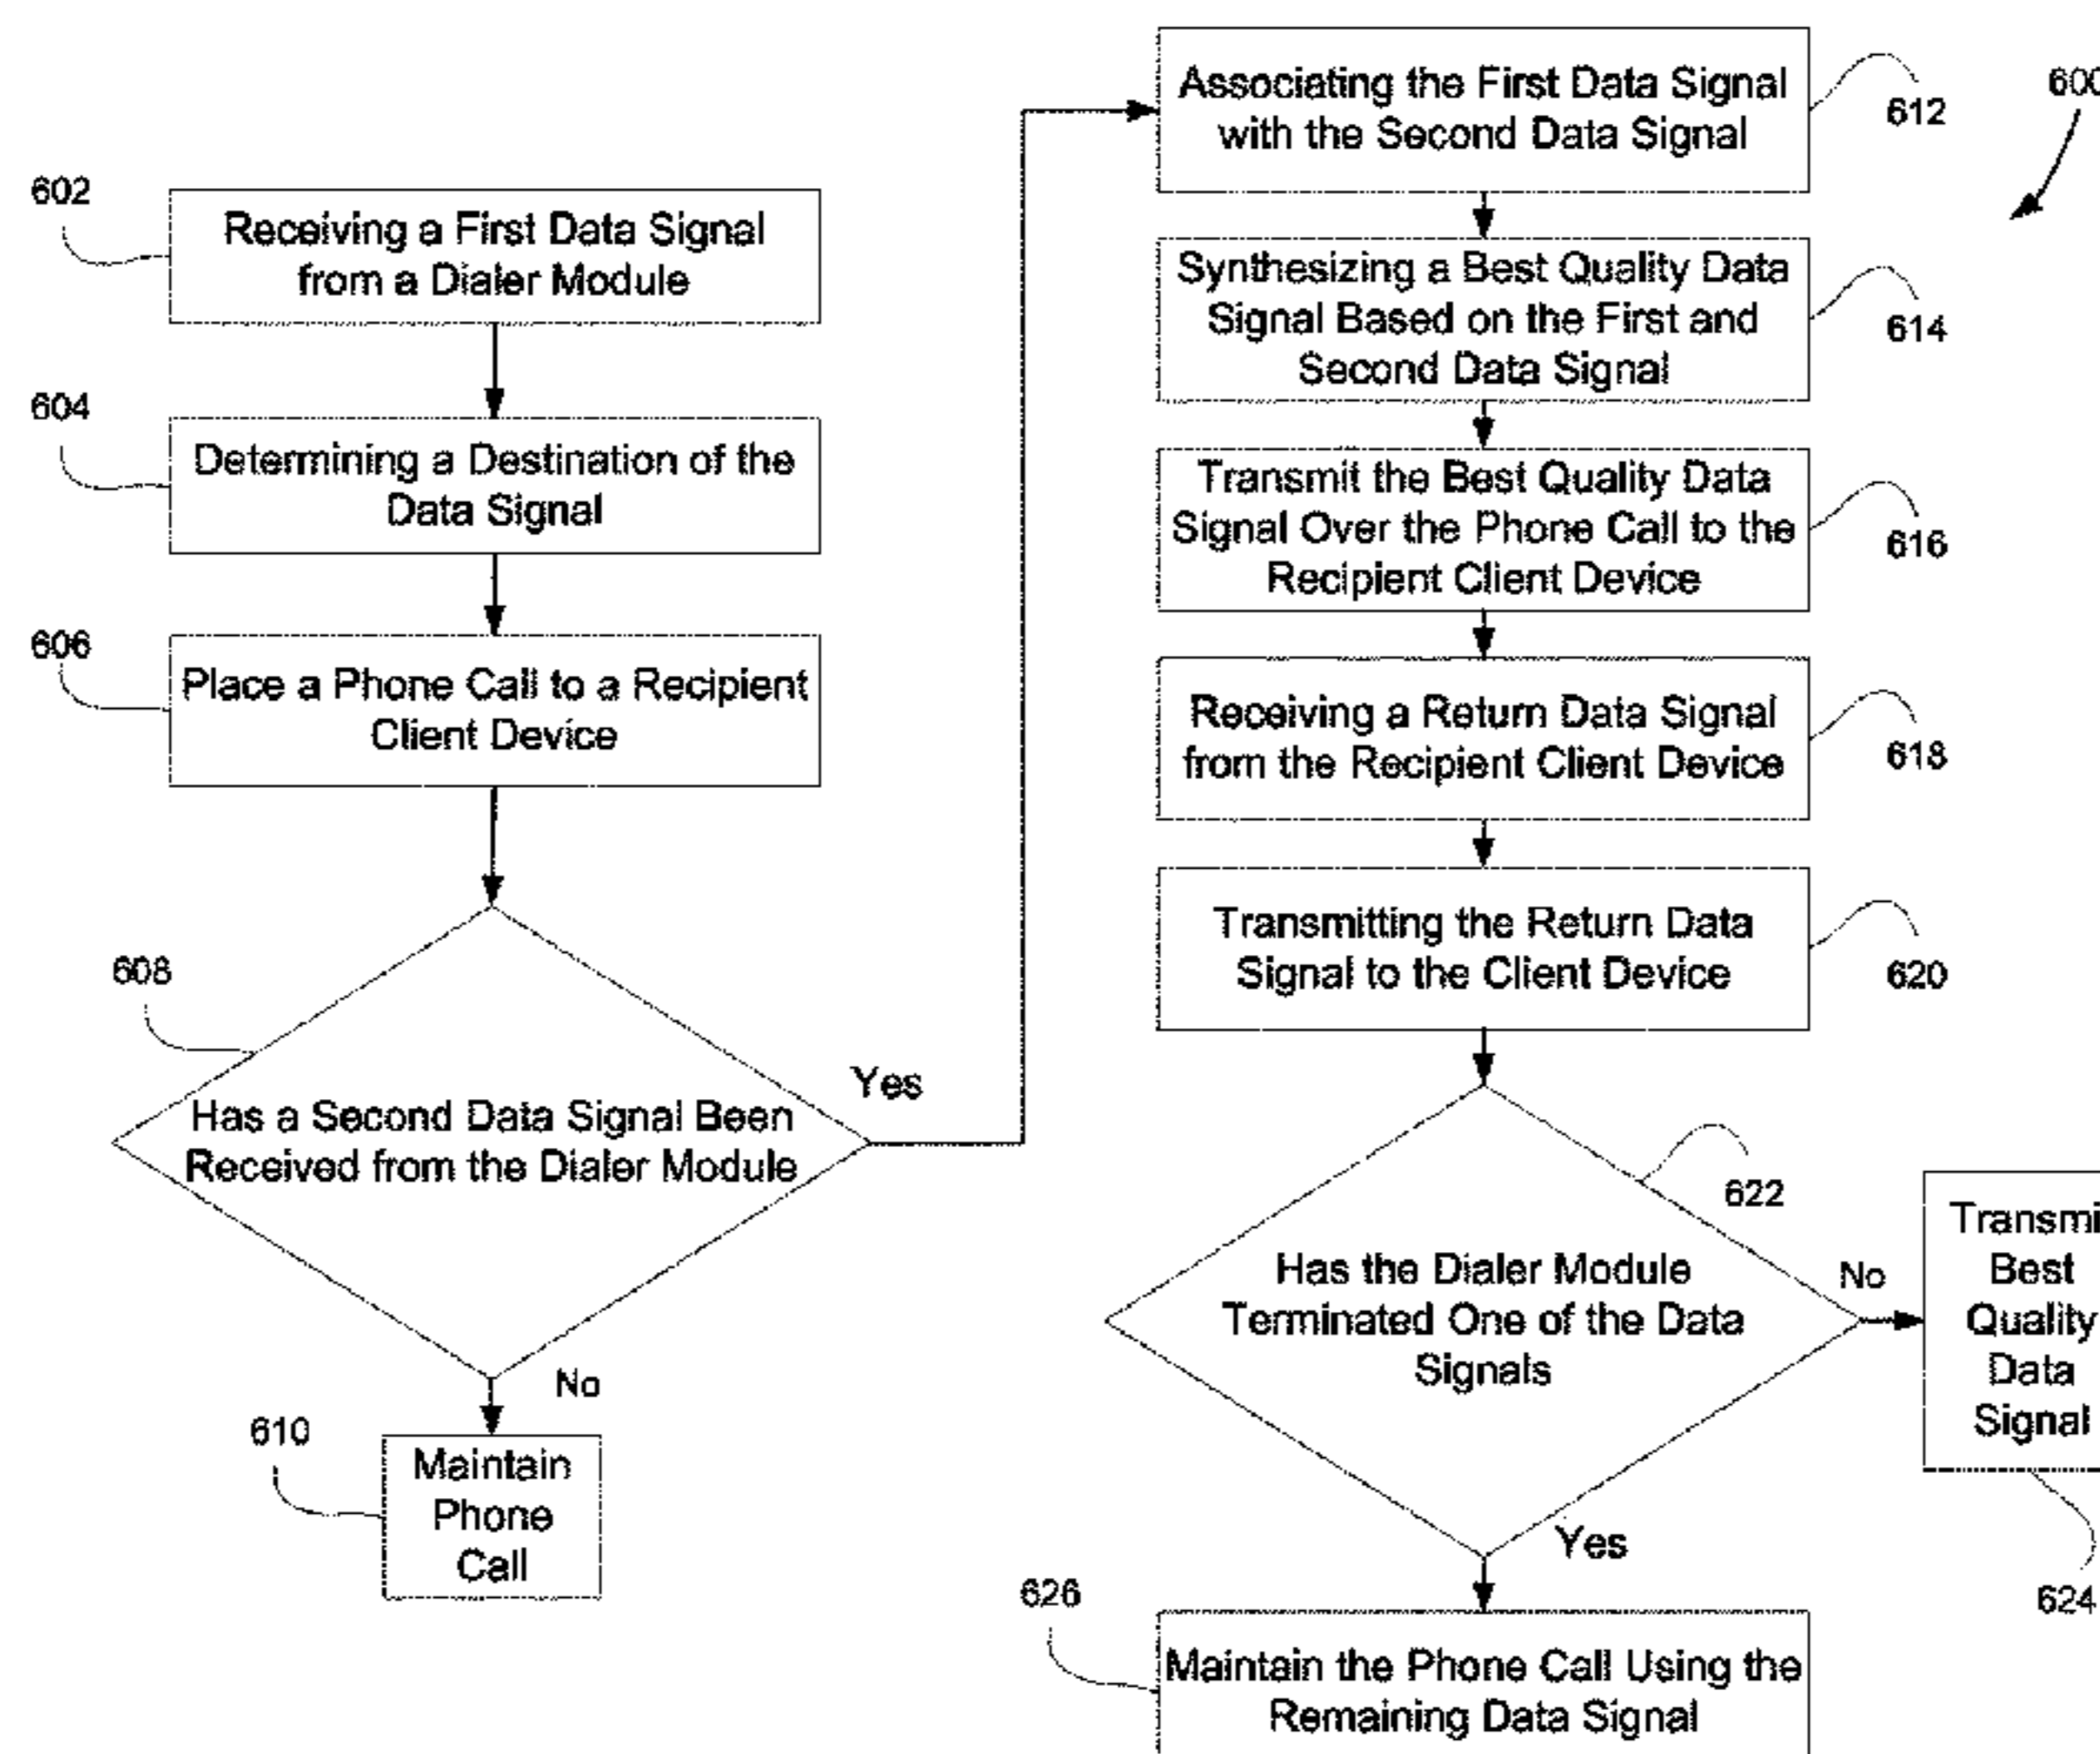 602
Receiving a First Data Signal
from a Dialer Module
604
Determining a Destination of the
Data Signal
606
Place a Phone Call to a Recipient
Client Device
608
Has a Second Data Signal Been
Received from the Dialer Module
Yes
No
610
Maintain
Phone
Call
600
Associating the First Data Signal
with the Second Data Signal
612
Synthesizing a Best Quality Data
Signal Based on the First and
Second Data Signal
614
Transmit the Best Quality Data
Signal Over the Phone Call to the
Recipient Client Device
616
Receiving a Return Data Signal
from the Recipient Client Device
618
Transmitting the Return Data
Signal to the Client Device
620
622
Has the Dialer Module
Terminated One of the Data
Signals
No
Best
Quality
Data
Signal
624
Yes
626
Maintain the Phone Call Using the
Remaining Data Signal